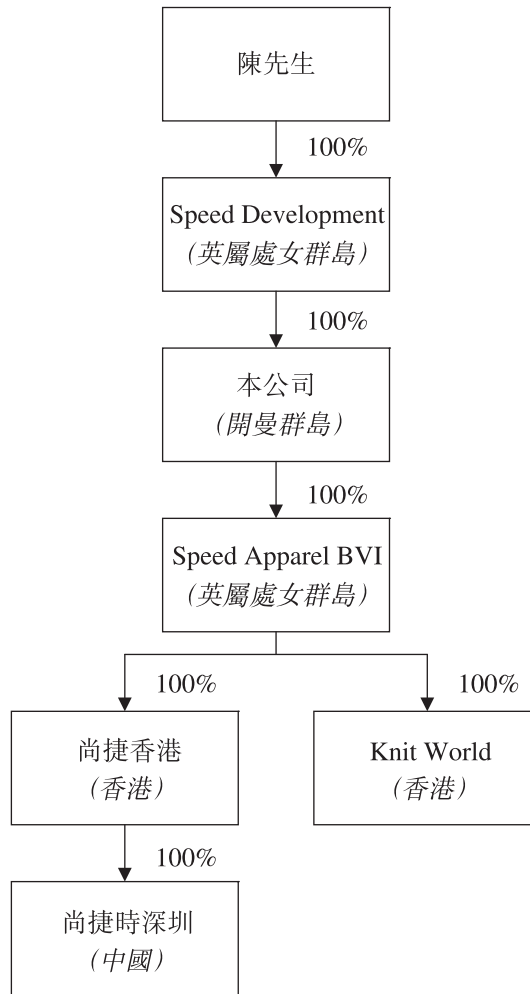 陳先生
100%
Speed Development
(英屬處女群島)
100%
本公司
(開曼群島)
100%
Speed Apparel BVI
(英屬處女群島)
100%
100%
尚捷香港
(香港)
Knit World
(香港)
100%
尚捷時深圳
(中國)